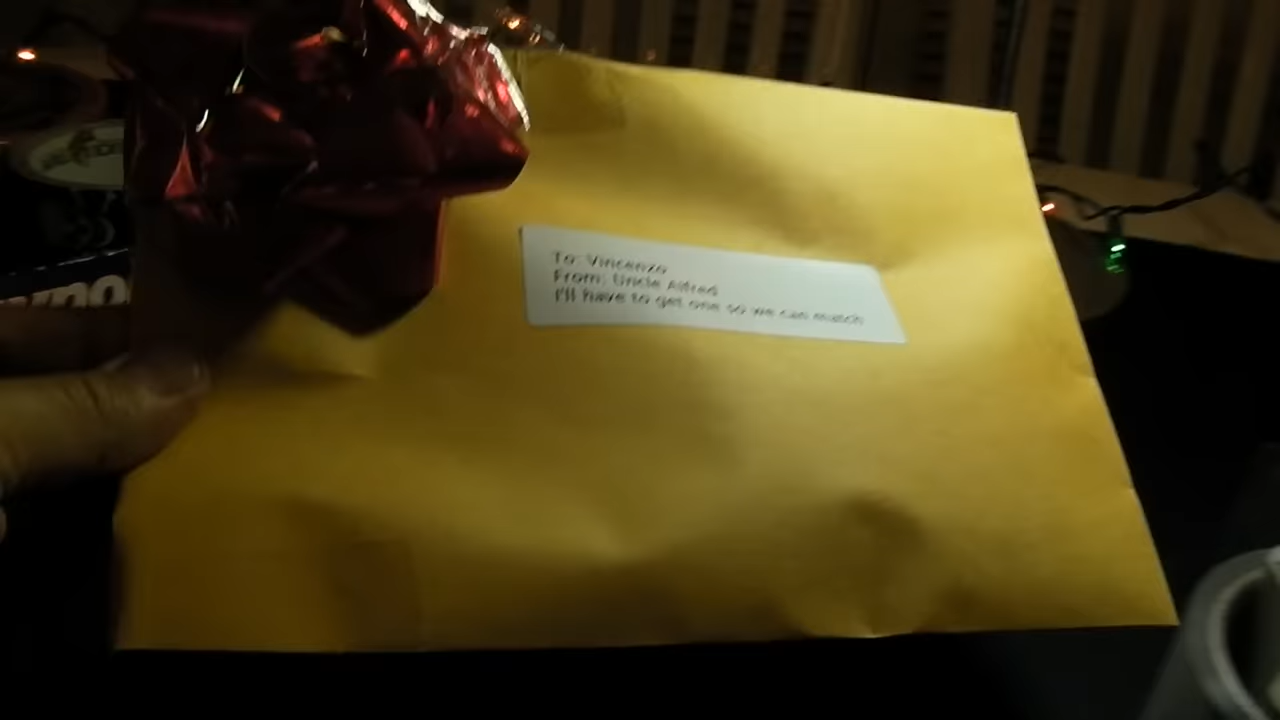 To: Vincenzo
From: Uncle Alfred
I'll have to get one so we can match